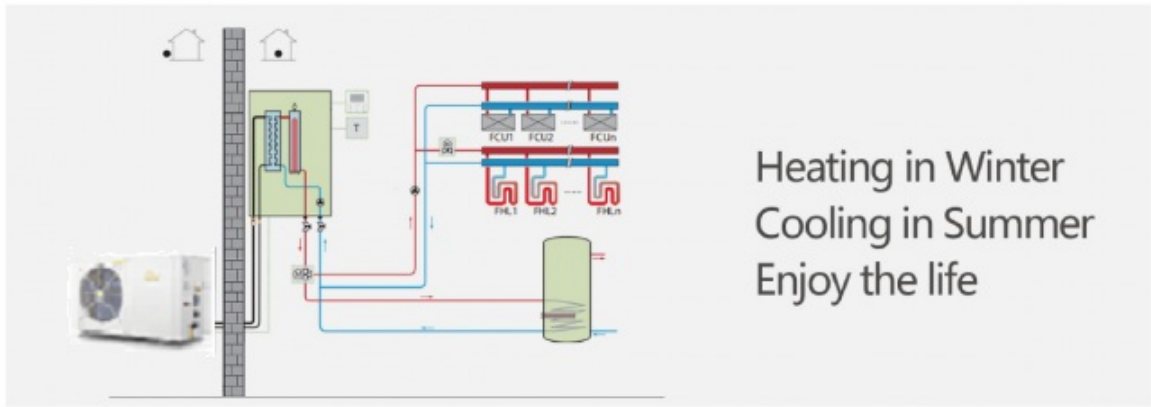 T
FCU1 FCU2 FCUn
FHL1 FHL2 FHLn
Heating in Winter
Cooling in Summer
Enjoy the life